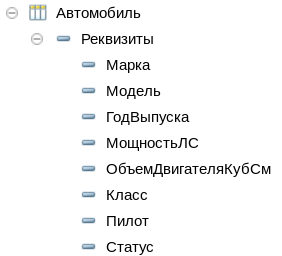 Автомобиль
Реквизиты
Марка
Модель
ГодВыпуска
МощностьЛС
ОбъемДвигателяКубСм
Класс
Пилот
Статус